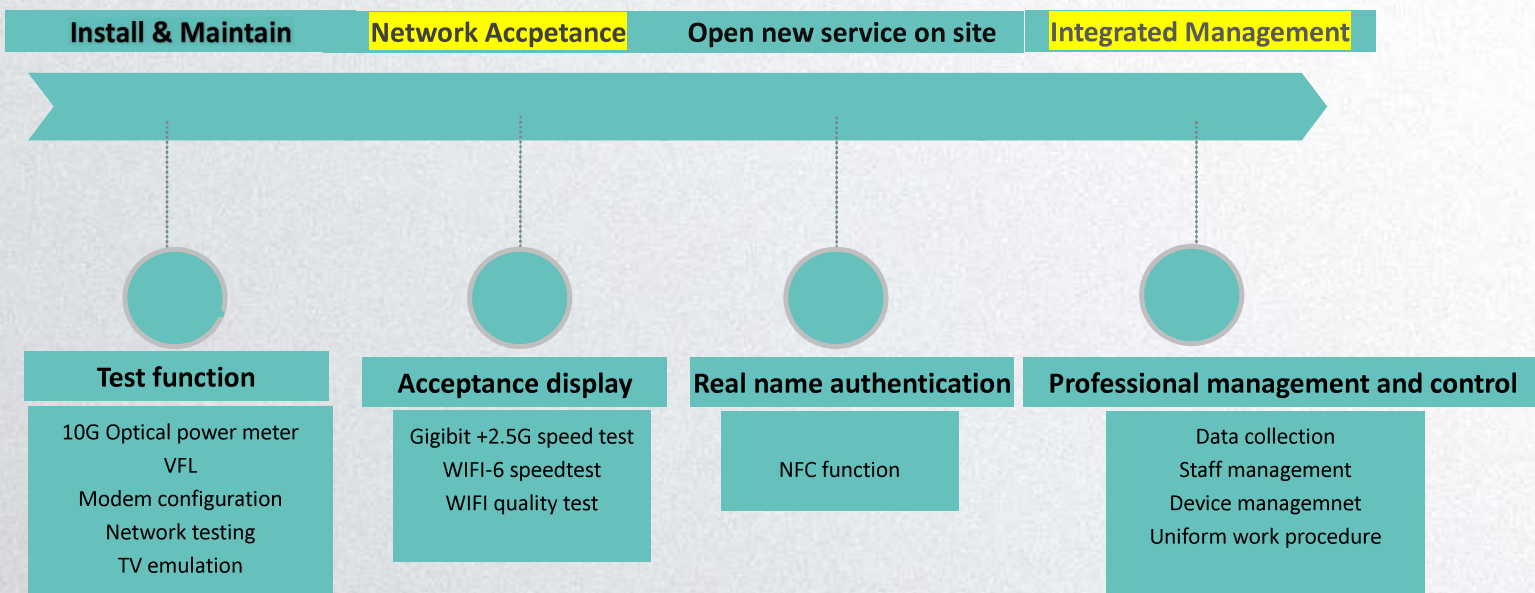 Install & Maintain
Network Accpetance
Open new service on site
Integrated Management
Test function
10G Optical power meter
VFL
Modem configuration
Network testing
TV emulation
Acceptance display
Gigibit +2.5G speed test
WIFI-6 speedtest
WIFI quality test
Real name authentication
NFC function
Professional management and control
Data collection
Staff management
Device managemnet
Uniform work procedure